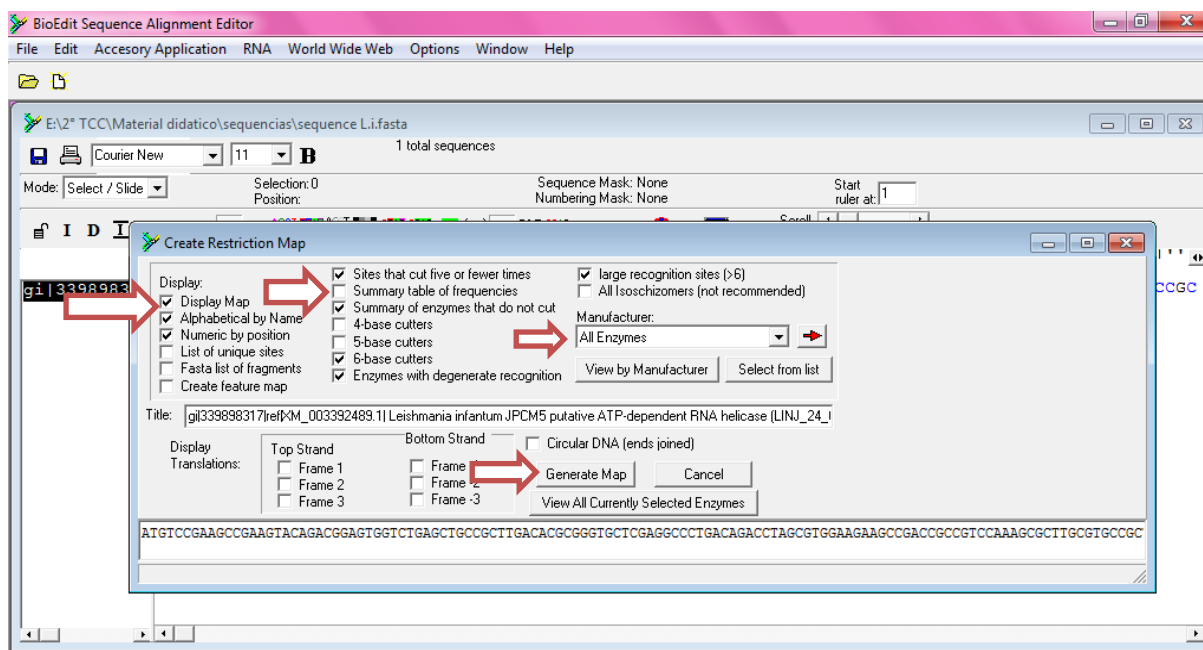 BioEdit Sequence Alignment Editor
File Edit Accesory Application RNA World Wide Web Options Window Help
E:\2° TCC\Material didatico\sequencias\sequence L.i.fasta
Courier New 11 B 1 total sequences
Mode: Select / Slide Selection: 0 Sequence Mask: None Start
Position: Numbering Mask: None ruler at: 1
I D I Scroll
Create Restriction Map
gi|3398983
CCGC
Display:
Display Map
Alphabetical by Name
Numeric by position
List of unique sites
Fasta list of fragments
Create feature map
Sites that cut five or fewer times
Summary table of frequencies
Summary of enzymes that do not cut
4-base cutters
5-base cutters
6-base cutters
Enzymes with degenerate recognition
large recognition sites (>6)
All Isoschizomers (not recommended)
Manufacturer:
All Enzymes
View by Manufacturer Select from list
Title: gi|339898317|ref|XM_003392489.1| Leishmania infantum JPCM5 putative ATP-dependent RNA helicase (LINJ_24_
Display
Translations:
Top Strand
Frame 1
Frame 2
Frame 3
Bottom Strand
Frame
Frame -2
Frame -3
Circular DNA (ends joined)
Generate Map Cancel
View All Currently Selected Enzymes
ATGTCCGAAGCCGAAGTACAGACGGAGTGGTCTGAGCTGCCGCTTGACACGCGGGTGCTCGAGGCCCTGACAGACCTAGCGTGGAAGAAGCCGACCGCCGTCCAAAGCGCTTGCGTGCCGC